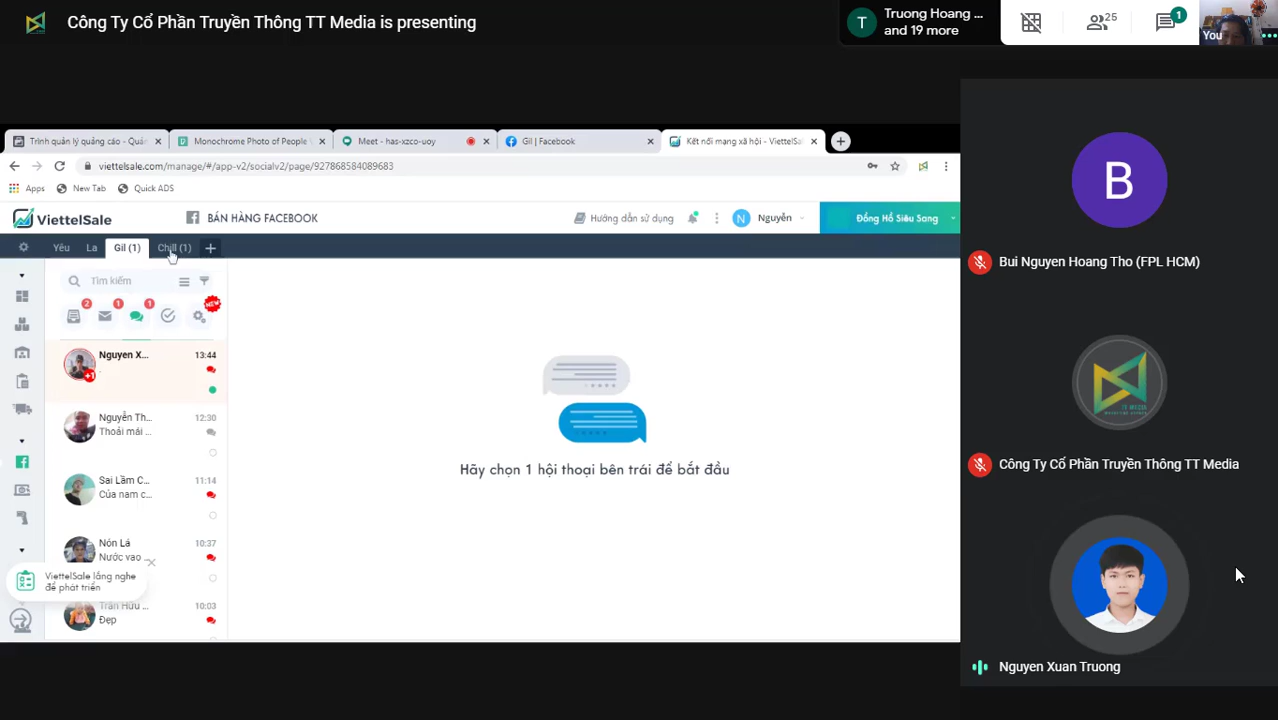 Công Ty Cổ Phần Truyền Thông TT Media is presenting
Truong Hoang ...
and 19 more
25
1
You
Trình quản lý quảng cáo - Quản
Monochrome Photo of People
Meet - has-xzco-uoy
Gil | Facebook
Kết nối mạng xã hội - ViettelSa
viettelsale.com/manage/#/app-v2/socialv2/page/927868584089683
Apps
New Tab
Quick ADS
ViettelSale
BÁN HÀNG FACEBOOK
Hướng dẫn sử dụng
N
Nguyễn
Đồng Hồ Siêu Sang
Yêu
La
Gil (1)
Chill (1)
Tìm kiếm
2
1
1
NEW
Nguyen X...
13:44
.
+1
Nguyễn Th...
12:30
Thoải mái ...
Sai Lầm C...
11:14
Của nam c...
Nón Lá
10:37
Nước vao ...
ViettelSale lắng nghe
để phát triển
Trần Hữu ...
10:03
Đẹp
Hãy chọn 1 hội thoại bên trái để bắt đầu
B
Bui Nguyen Hoang Tho (FPL HCM)
TT MEDIA
Công Ty Cổ Phần Truyền Thông TT Media
Nguyen Xuan Truong